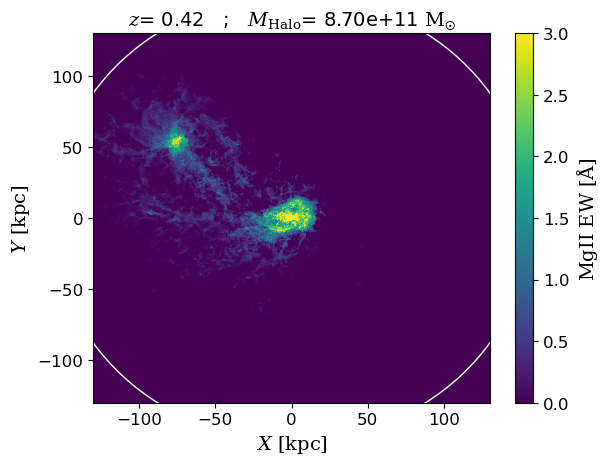 z= 0.42 ; M_Halo= 8.70e+11 M_⊙
100
50
0
−50
−100
Y [kpc]
−100 −50 0 50 100
X [kpc]
3.0
2.5
2.0
1.5
1.0
0.5
0.0
MgII EW [Å]